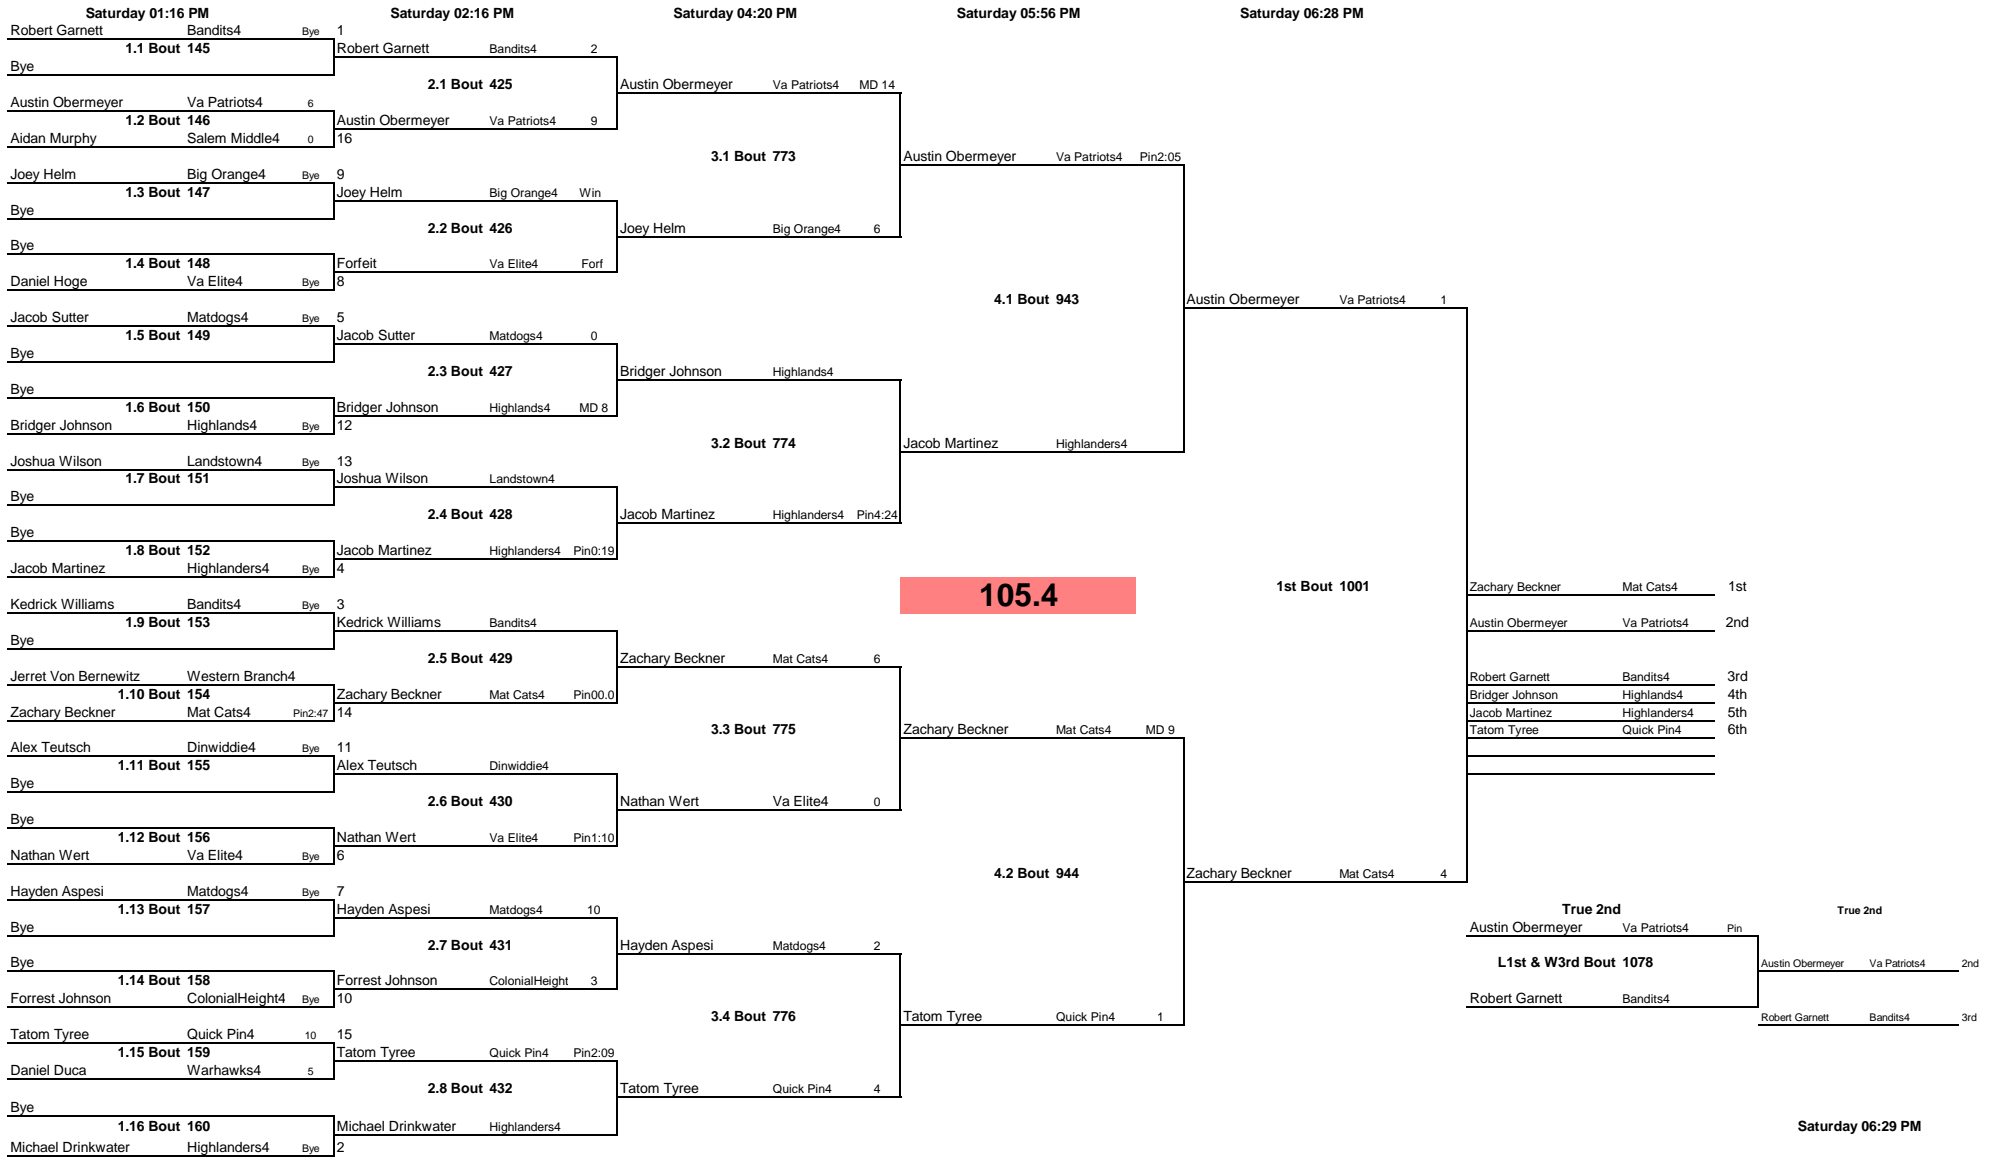 Saturday 01:16 PM Saturday 02:16 PM Saturday 04:20 PM Saturday 05:56 PM Saturday 06:28 PM
Robert Garnett Bandits4 Bye 1
1.1 Bout 145 Robert Garnett Bandits4 2
Bye
2.1 Bout 425 Austin Obermeyer Va Patriots4 MD 14
Austin Obermeyer Va Patriots4 6
1.2 Bout 146 Austin Obermeyer Va Patriots4 9
Aidan Murphy Salem Middle4 0 16
3.1 Bout 773 Austin Obermeyer Va Patriots4 Pin2:05
Joey Helm Big Orange4 Bye 9
1.3 Bout 147 Joey Helm Big Orange4 Win
Bye
2.2 Bout 426 Joey Helm Big Orange4 6
Bye
1.4 Bout 148 Forfeit Va Elite4 Forf
Daniel Hoge Va Elite4 Bye 8
4.1 Bout 943 Austin Obermeyer Va Patriots4 1
Jacob Sutter Matdogs4 Bye 5
1.5 Bout 149 Jacob Sutter Matdogs4 0
Bye
2.3 Bout 427 Bridger Johnson Highlands4
Bye
1.6 Bout 150 Bridger Johnson Highlands4 MD 8
Bridger Johnson Highlands4 Bye 12
3.2 Bout 774 Jacob Martinez Highlanders4
Joshua Wilson Landstown4 Bye 13
1.7 Bout 151 Joshua Wilson Landstown4
Bye
2.4 Bout 428 Jacob Martinez Highlanders4 Pin4:24
Bye
1.8 Bout 152 Jacob Martinez Highlanders4 Pin0:19
Jacob Martinez Highlanders4 Bye 4
105.4 1st Bout 1001 Zachary Beckner Mat Cats4 1st
Kedrick Williams Bandits4 Bye 3
1.9 Bout 153 Kedrick Williams Bandits4 Austin Obermeyer Va Patriots4 2nd
Bye
2.5 Bout 429 Zachary Beckner Mat Cats4 6
Jerret Von Bernewitz Western Branch4 Robert Garnett Bandits4 3rd
1.10 Bout 154 Zachary Beckner Mat Cats4 Pin00.0 Bridger Johnson Highlands4 4th
Zachary Beckner Mat Cats4 Pin2:47 14 Jacob Martinez Highlanders4 5th
3.3 Bout 775 Zachary Beckner Mat Cats4 MD 9 Tatom Tyree Quick Pin4 6th
Alex Teutsch Dinwiddie4 Bye 11
1.11 Bout 155 Alex Teutsch Dinwiddie4
Bye
2.6 Bout 430 Nathan Wert Va Elite4 0
Bye
1.12 Bout 156 Nathan Wert Va Elite4 Pin1:10
Nathan Wert Va Elite4 Bye 6
4.2 Bout 944 Zachary Beckner Mat Cats4 4
Hayden Aspesi Matdogs4 Bye 7
1.13 Bout 157 Hayden Aspesi Matdogs4 10 True 2nd True 2nd
Bye Austin Obermeyer Va Patriots4 Pin
2.7 Bout 431 Hayden Aspesi Matdogs4 2
Bye L1st & W3rd Bout 1078 Austin Obermeyer Va Patriots4 2nd
1.14 Bout 158 Forrest Johnson ColonialHeight 3
Forrest Johnson ColonialHeight4 Bye 10 Robert Garnett Bandits4
3.4 Bout 776 Tatom Tyree Quick Pin4 1 Robert Garnett Bandits4 3rd
Tatom Tyree Quick Pin4 10 15
1.15 Bout 159 Tatom Tyree Quick Pin4 Pin2:09
Daniel Duca Warhawks4 5
2.8 Bout 432 Tatom Tyree Quick Pin4 4
Bye
1.16 Bout 160 Michael Drinkwater Highlanders4 Saturday 06:29 PM
Michael Drinkwater Highlanders4 Bye 2